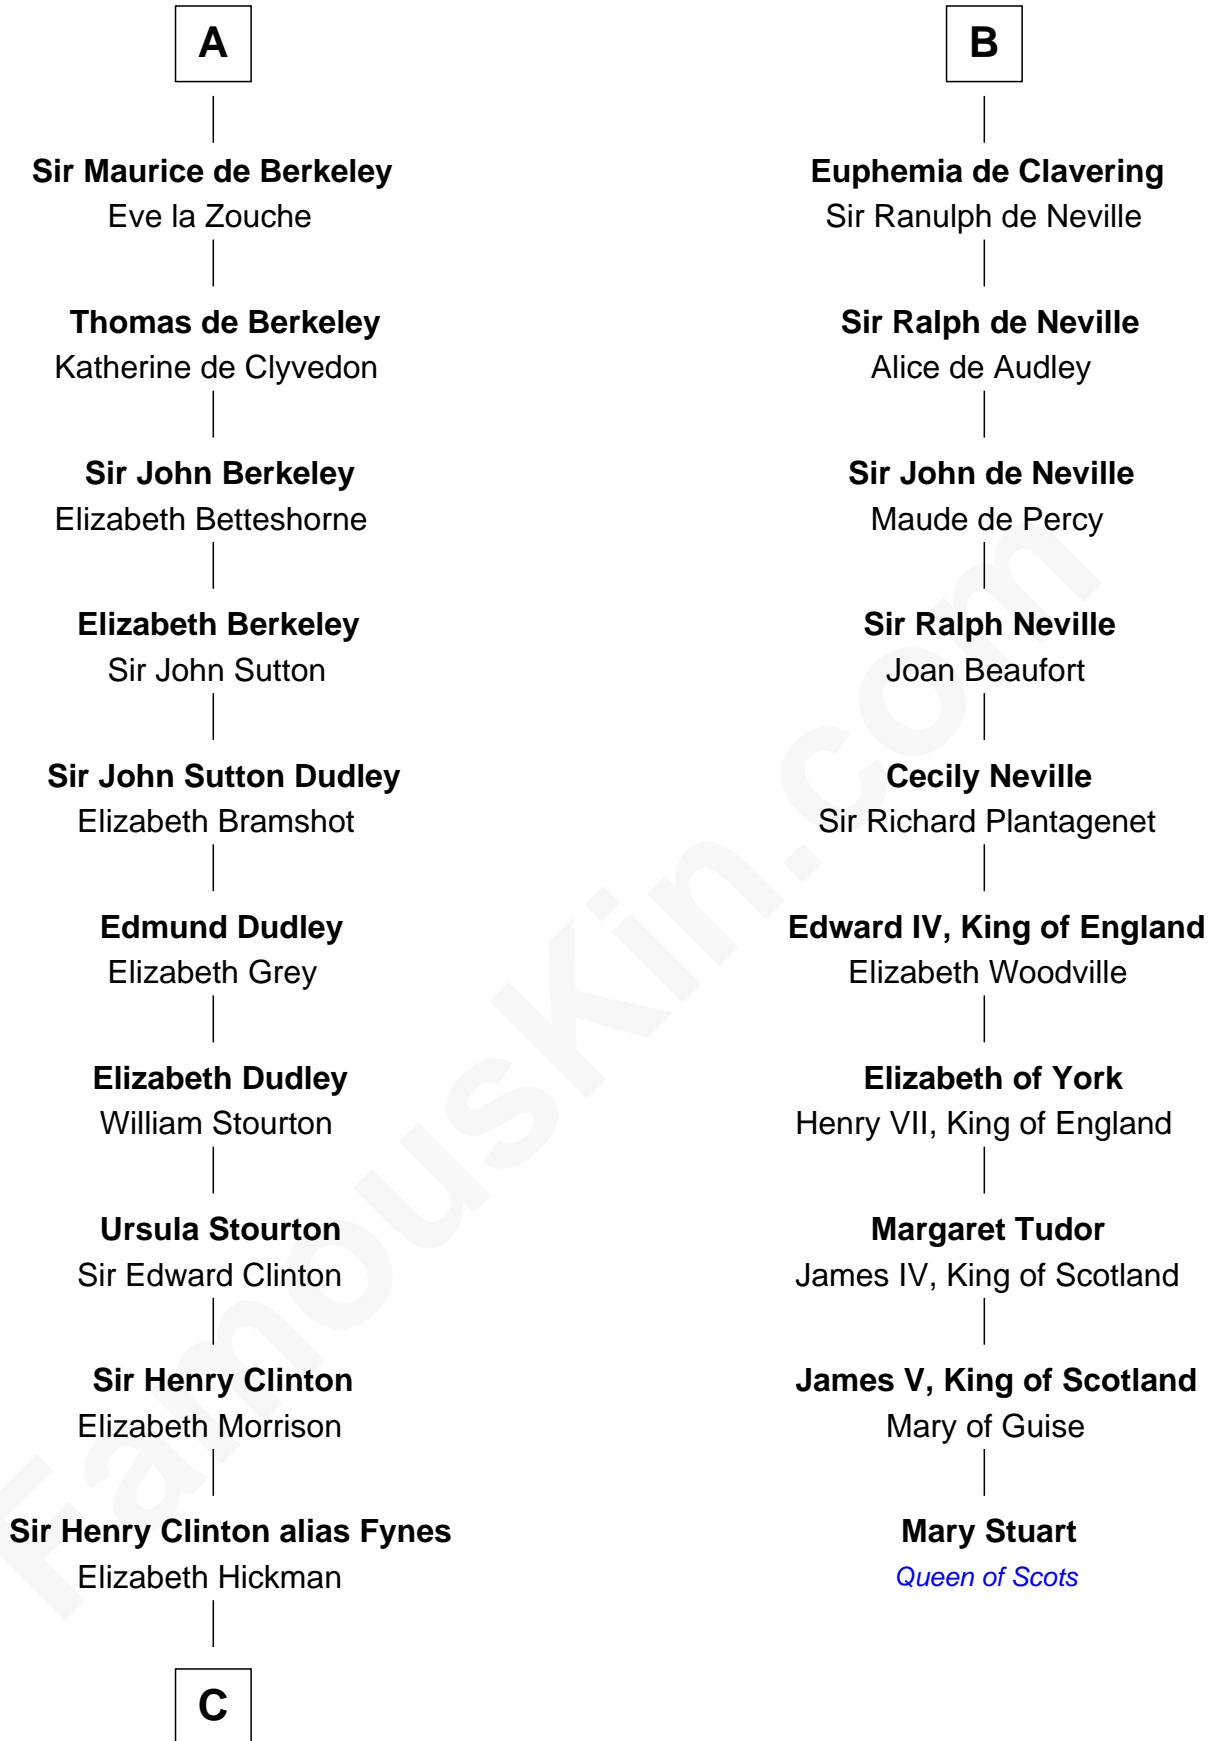 A
Sir Maurice de Berkeley
Eve la Zouche
Thomas de Berkeley
Katherine de Clyvedon
Sir John Berkeley
Elizabeth Betteshorne
Elizabeth Berkeley
Sir John Sutton
Sir John Sutton Dudley
Elizabeth Bramshot
Edmund Dudley
Elizabeth Grey
Elizabeth Dudley
William Stourton
Ursula Stourton
Sir Edward Clinton
Sir Henry Clinton
Elizabeth Morrison
Sir Henry Clinton alias Fynes
Elizabeth Hickman
C
B
Euphemia de Clavering
Sir Ranulph de Neville
Sir Ralph de Neville
Alice de Audley
Sir John de Neville
Maude de Percy
Sir Ralph Neville
Joan Beaufort
Cecily Neville
Sir Richard Plantagenet
Edward IV, King of England
Elizabeth Woodville
Elizabeth of York
Henry VII, King of England
Margaret Tudor
James IV, King of Scotland
James V, King of Scotland
Mary of Guise
Mary Stuart
Queen of Scots
FamousKin.com